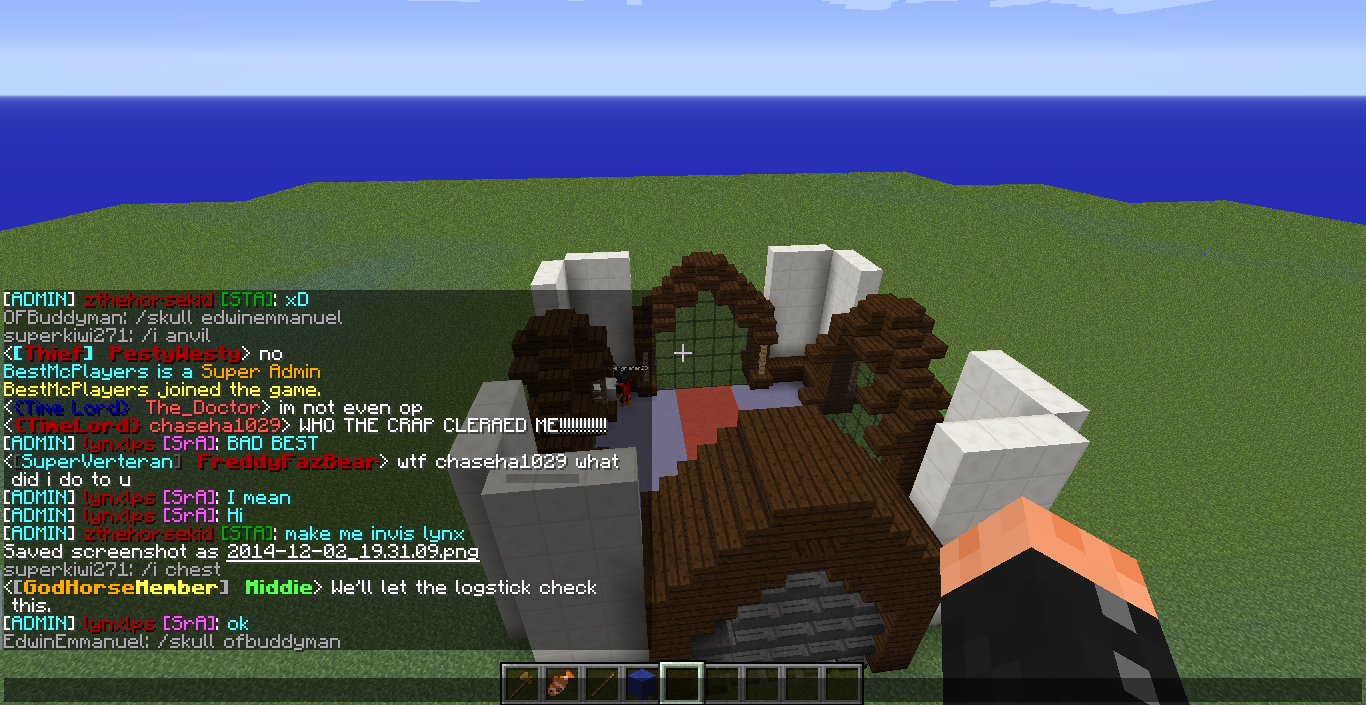 [ADMIN] zthehorsekid [STA]: xD
OFBuddyman: /skull edwinemmanuel
superkiwi271: /i anvil
<[Thief] PestyWesty> no
BestMcPlayers is a Super Admin
BestMcPlayers joined the game.
<{Time Lord} The_Doctor> im not even op
<{TimeLord} chaseha1029> WHO THE CRAP CLERAED ME!!!!!!!!!!!
[ADMIN] lynxlps [SrA]: BAD BEST
<[SuperVerteran] FreddyFazBear> wtf chaseha1029 what
did i do to u
[ADMIN] lynxlps [SrA]: I mean
[ADMIN] lynxlps [SrA]: Hi
[ADMIN] zthehorsekid [STA]: make me invis lynx
Saved screenshot as 2014-12-02_19.31.09.png
superkiwi271: /i chest
<[GodHorseMember] Middie> We'll let the logstick check
this.
[ADMIN] lynxlps [SrA]: ok
EdwinEmmanuel: /skull ofbuddyman